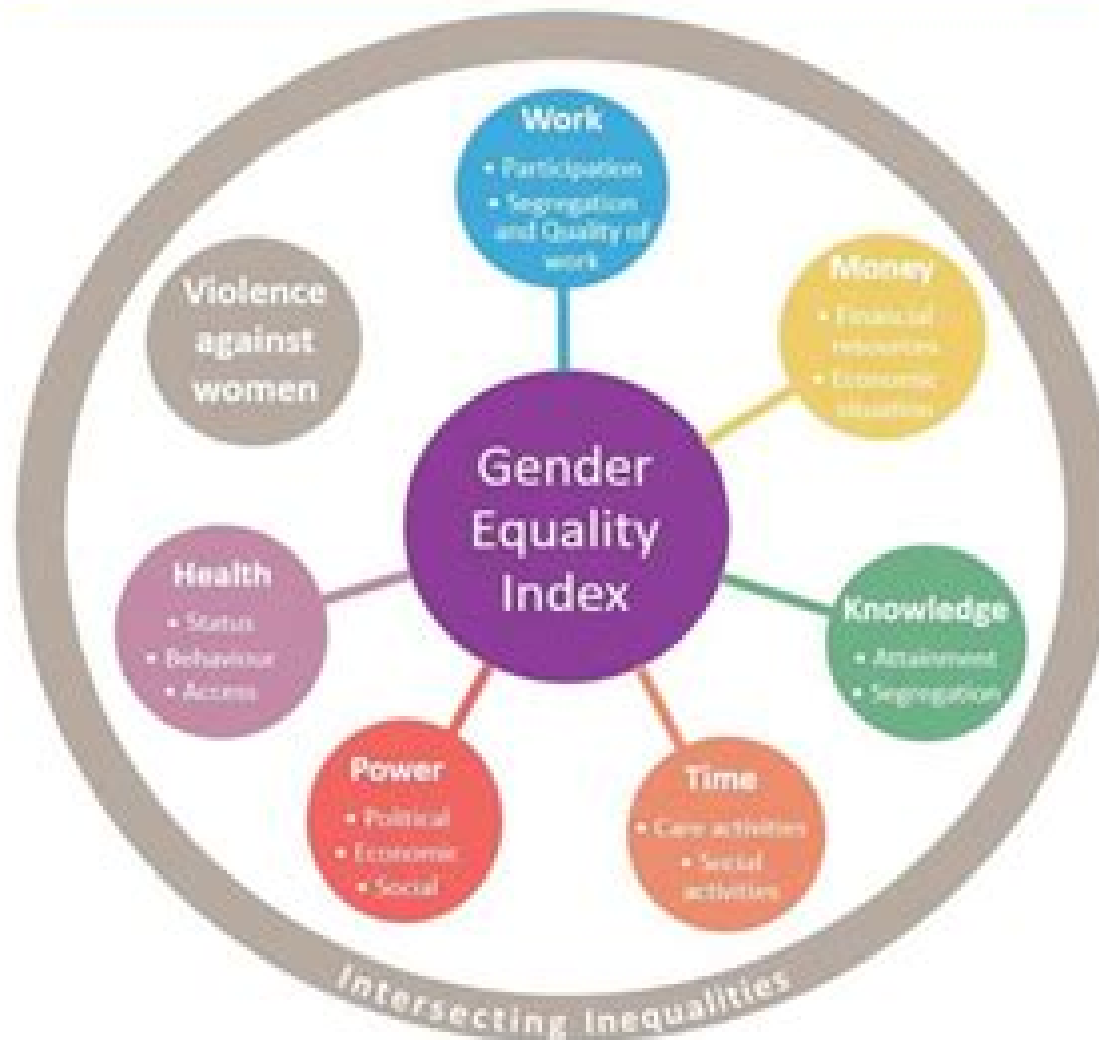 Work
• Participation
• Segregation
and Quality of
work
Money
• Financial
resources
• Economic
situation
Violence
against
women
Gender
Equality
Index
Health
• Status
• Behaviour
• Access
Knowledge
• Attainment
• Segregation
Power
• Political
• Economic
• Social
Time
• Care activities
• Social
activities
Intersecting Inequalities